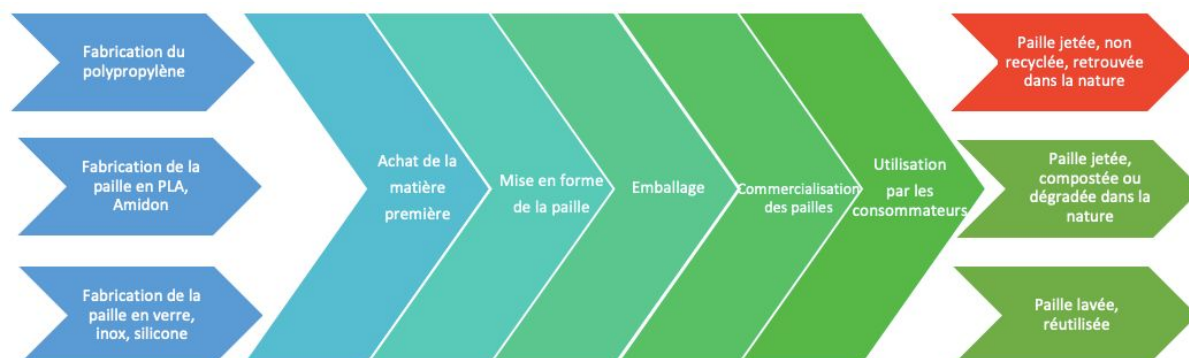 Fabrication du
polypropylène
Fabrication de la
paille en PLA,
Amidon
Fabrication de la
paille en verre,
inox, silicone
Achat de la
matière
première
Mise en forme
de la paille
Emballage
Commercialisation
des pailles
Utilisation
par les
consommateurs
Paille jetée, non
recyclée, retrouvée
dans la nature
Paille jetée,
compostée ou
dégradée dans la
nature
Paille lavée,
réutilisée